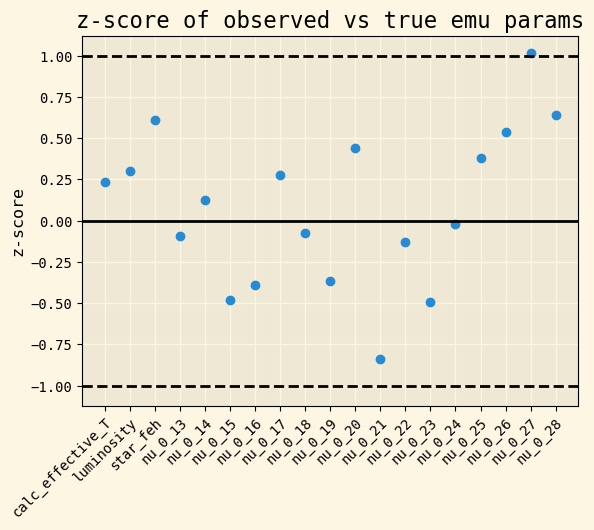 z-score of observed vs true emu params
z-score
1.00
0.75
0.50
0.25
0.00
−0.25
−0.50
−0.75
−1.00
calc_effective_T
luminosity
star_feh
nu_0_13
nu_0_14
nu_0_15
nu_0_16
nu_0_17
nu_0_18
nu_0_19
nu_0_20
nu_0_21
nu_0_22
nu_0_23
nu_0_24
nu_0_25
nu_0_26
nu_0_27
nu_0_28